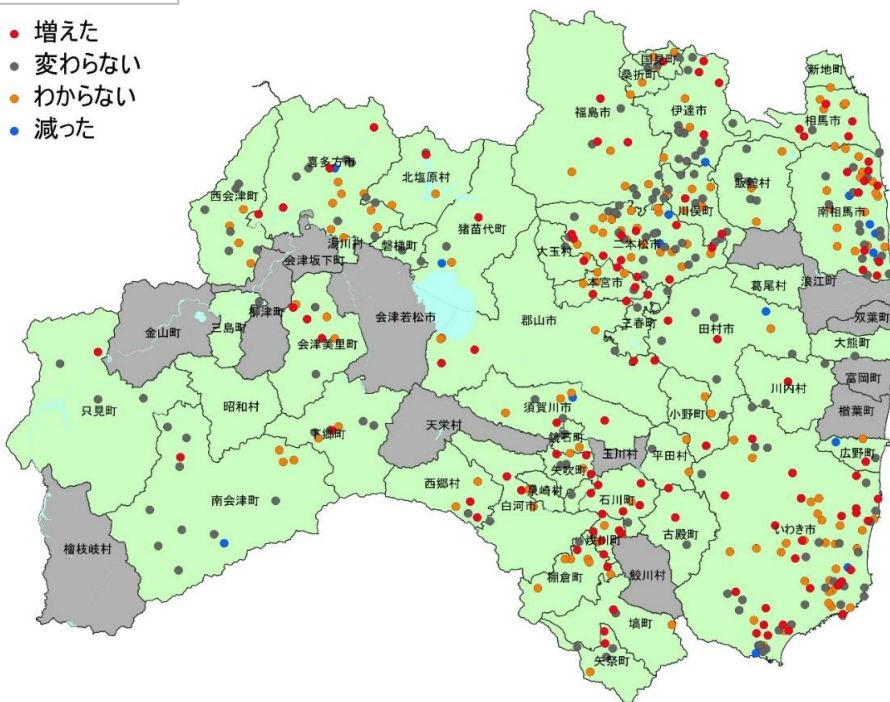 増えた
変わらない
わからない
減った
国見町
桑折町
新地町
福島市
伊達市
相馬市
喜多方市
北塩原村
飯舘村
西会津町
猪苗代町
川俣町
南相馬市
湯川村
磐梯町
大玉村
二本松市
会津坂下町
本宮市
葛尾村
浪江町
金山町
三島町
柳津町
会津若松市
郡山市
三春町
田村市
双葉町
会津美里町
大熊町
只見町
昭和村
川内村
富岡町
下郷町
天栄村
須賀川市
小野町
楢葉町
鏡石町
玉川村
平田村
広野町
南会津町
西郷村
矢吹町
泉崎村
白河市
石川町
古殿町
いわき市
檜枝岐村
浅川町
棚倉町
鮫川村
塙町
矢祭町